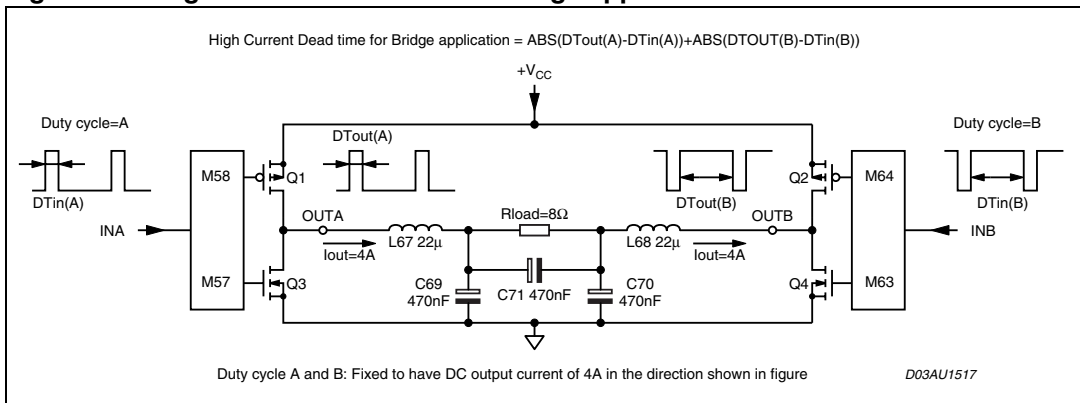 High Current Dead time for Bridge application = ABS(DTout(A)-DTin(A))+ABS(DTOUT(B)-DTin(B))
+VCC
Duty cycle=A
DTout(A)
Duty cycle=B
M58
Q1
Q2
M64
DTin(A)
DTout(B)
DTin(B)
INA
OUTA
Rload=8Ω
OUTB
INB
L67 22μ
L68 22μ
Iout=4A
Iout=4A
M57
Q3
C69
470nF
C71 470nF
C70
470nF
Q4
M63
Duty cycle A and B: Fixed to have DC output current of 4A in the direction shown in figure
D03AU1517